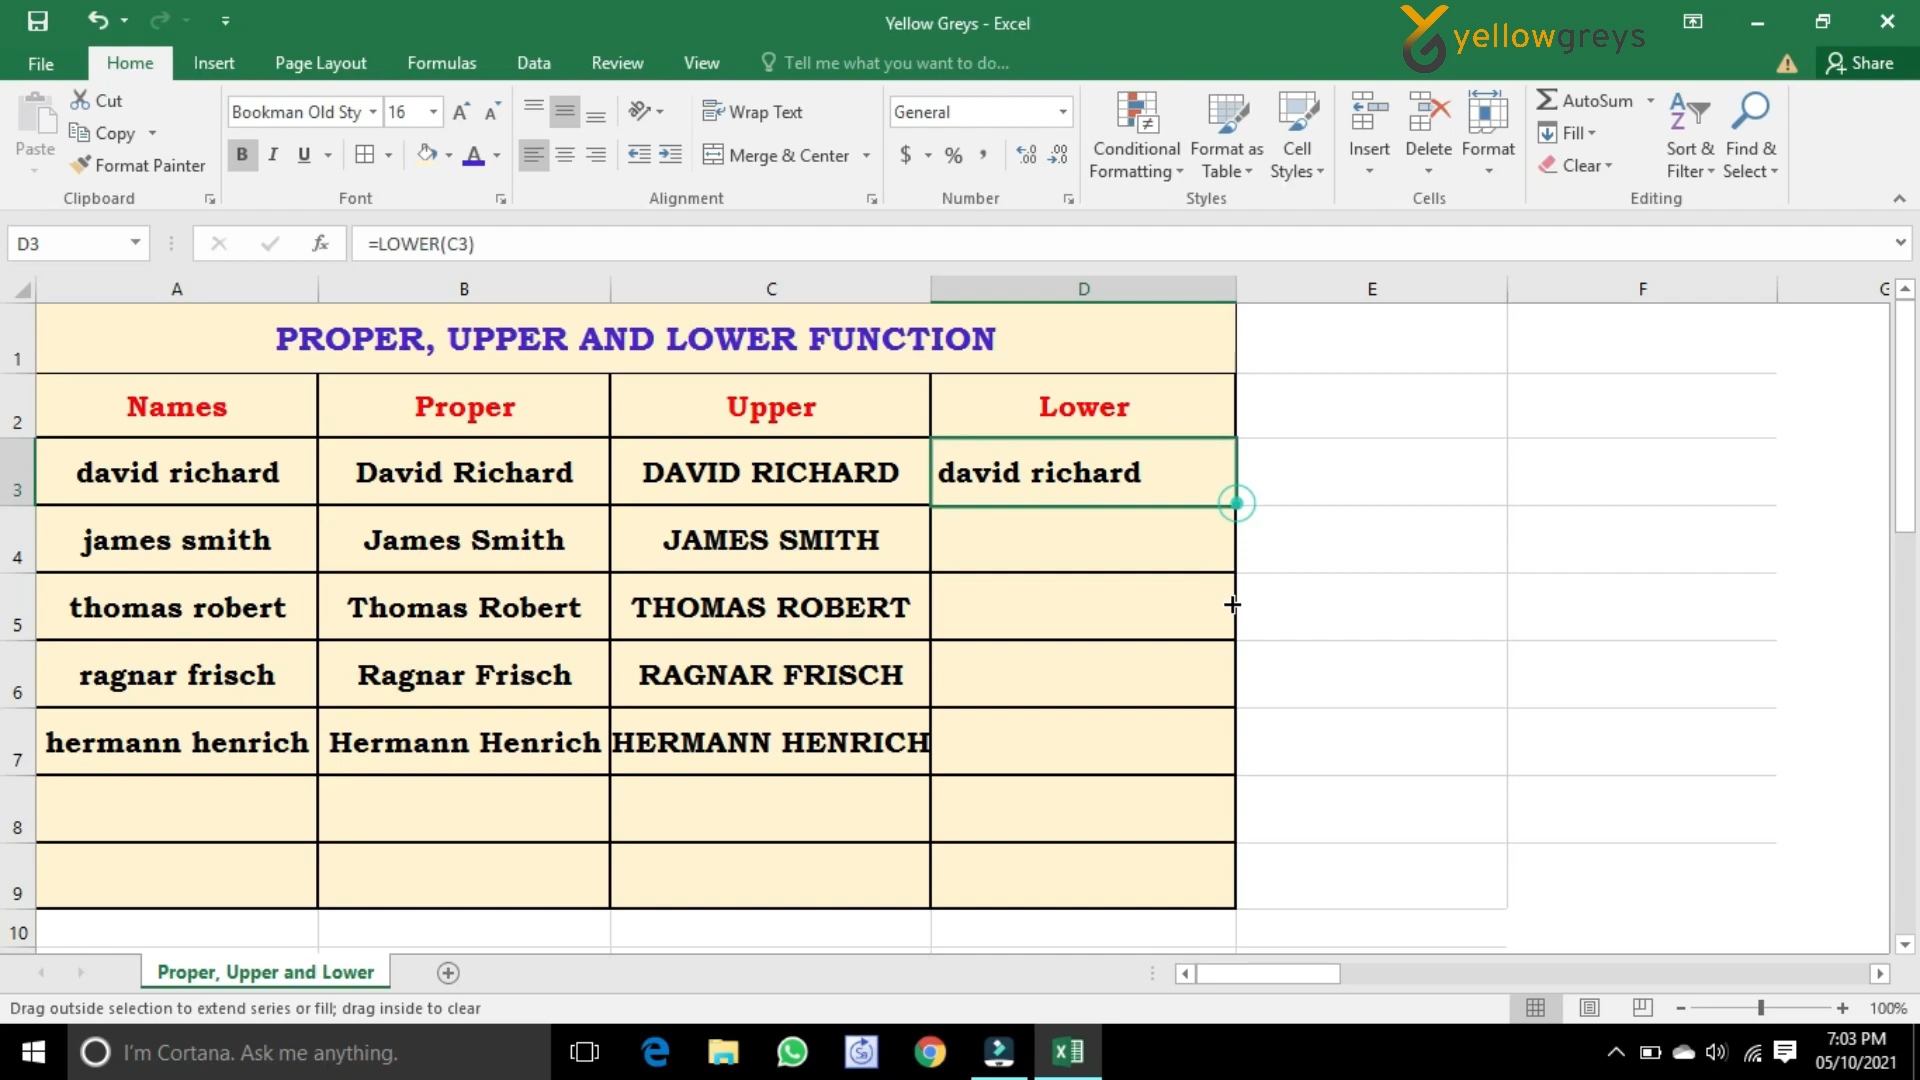 Yellow Greys - Excel
yellowgreys
File Home Insert Page Layout Formulas Data Review View Tell me what you want to do... Share
Paste Cut Copy Format Painter Clipboard
Bookman Old Sty 16 B I U A Font
Wrap Text Merge & Center Alignment
General $ % , Number
Conditional Formatting Format as Table Cell Styles Styles
Insert Delete Format Cells
AutoSum Fill Clear Sort & Filter Find & Select Editing
D3 fx =LOWER(C3)
A B C D E F G
1 PROPER, UPPER AND LOWER FUNCTION
2 Names Proper Upper Lower
3 david richard David Richard DAVID RICHARD david richard
4 james smith James Smith JAMES SMITH
5 thomas robert Thomas Robert THOMAS ROBERT
6 ragnar frisch Ragnar Frisch RAGNAR FRISCH
7 hermann henrich Hermann Henrich HERMANN HENRICH
8
9
10
Proper, Upper and Lower
Drag outside selection to extend series or fill; drag inside to clear 100%
I'm Cortana. Ask me anything. 7:03 PM
05/10/2021